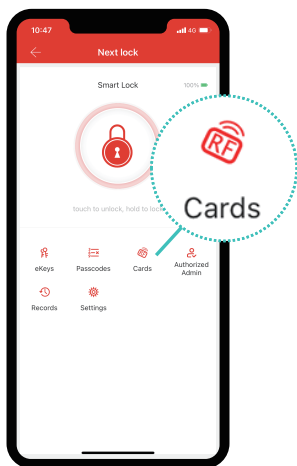 10:47
4G
Next lock
Smart Lock
100%
RF
Cards
touch to unlock, hold to lock
eKeys
Passcodes
Cards
Authorized
Admin
Records
Settings